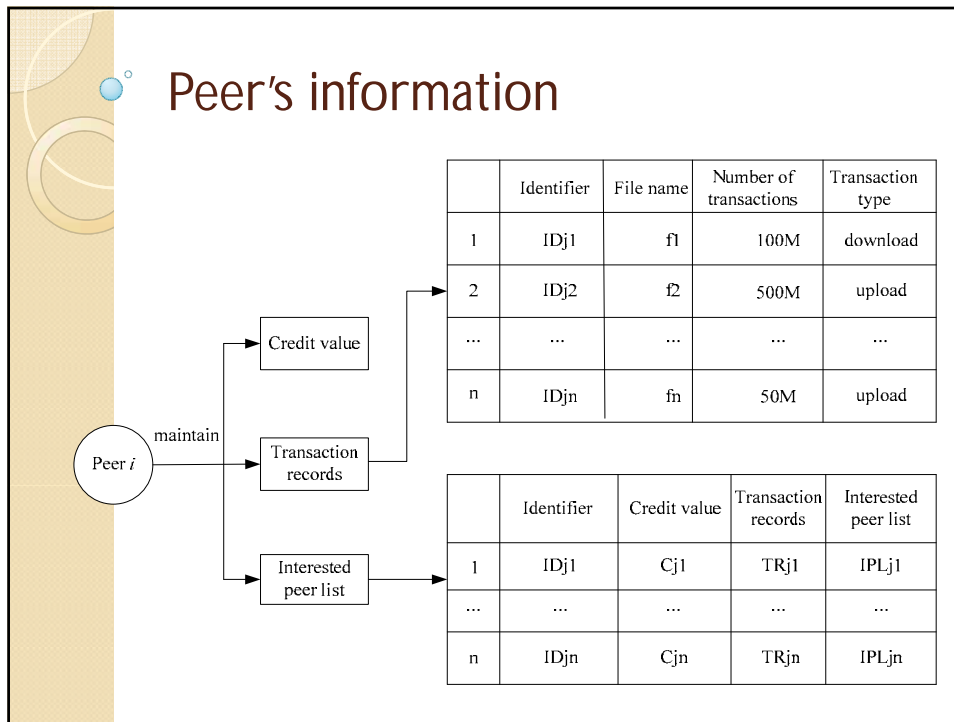 Peer's information
Identifier File name Number of transactions Transaction type
1 IDj1 f1 100M download
2 IDj2 f2 500M upload
... ... ... ... ...
n IDjn fn 50M upload
Credit value
maintain
Peer i
Transaction
records
Interested
peer list
Identifier Credit value Transaction records Interested peer list
1 IDj1 Cj1 TRj1 IPLj1
... ... ... ... ...
n IDjn Cjn TRjn IPLjn